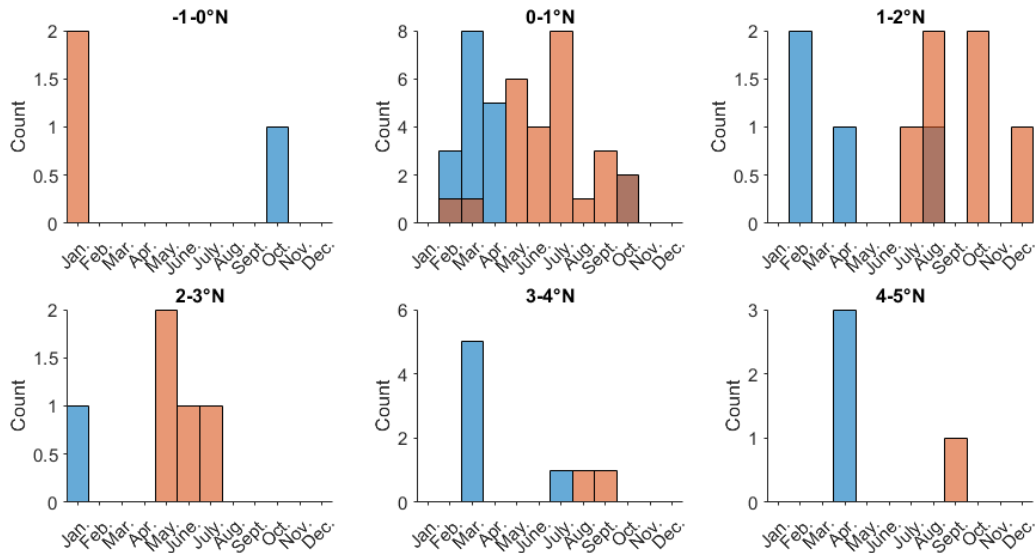 -1-0°N
0-1°N
1-2°N
2
1.5
1
0.5
0
Count
Jan.
Feb.
Mar.
Apr.
May.
June.
July.
Aug.
Sept.
Oct.
Nov.
Dec.
8
6
4
2
0
Count
Jan.
Feb.
Mar.
Apr.
May.
June.
July.
Aug.
Sept.
Oct.
Nov.
Dec.
2
1.5
1
0.5
0
Count
Jan.
Feb.
Mar.
Apr.
May.
June.
July.
Aug.
Sept.
Oct.
Nov.
Dec.
2-3°N
3-4°N
4-5°N
2
1.5
1
0.5
0
Count
Jan.
Feb.
Mar.
Apr.
May.
June.
July.
Aug.
Sept.
Oct.
Nov.
Dec.
6
4
2
0
Count
Jan.
Feb.
Mar.
Apr.
May.
June.
July.
Aug.
Sept.
Oct.
Nov.
Dec.
3
2
1
0
Count
Jan.
Feb.
Mar.
Apr.
May.
June.
July.
Aug.
Sept.
Oct.
Nov.
Dec.